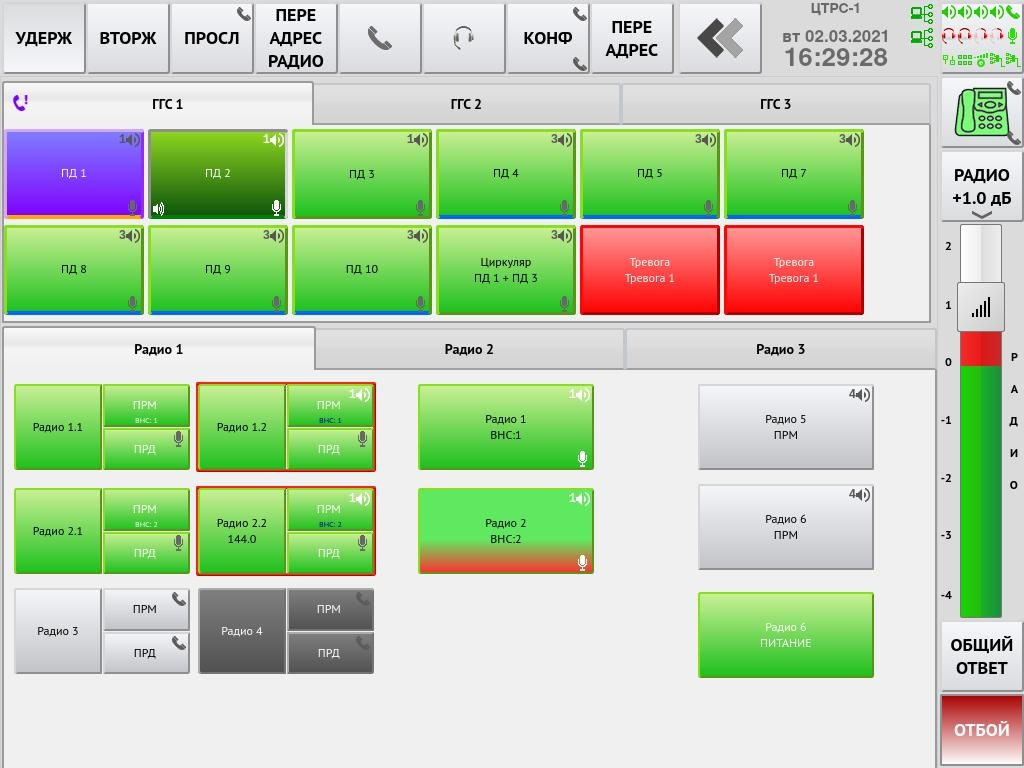 УДЕРЖ
ВТОРЖ
ПРОСЛ
ПЕРЕ
АДРЕС
РАДИО
КОНФ
ПЕРЕ
АДРЕС
ЦТРС-1
вт 02.03.2021
16:29:28
ГГС 1
ГГС 2
ГГС 3
1
ПД 1
1
ПД 2
1
ПД 3
3
ПД 4
3
ПД 5
3
ПД 7
3
ПД 8
3
ПД 9
3
ПД 10
3
Циркуляр
ПД 1 + ПД 3
Тревога
Тревога 1
Тревога
Тревога 1
Радио 1
Радио 2
Радио 3
Радио 1.1
ПРМ
ВНС: 1
ПРД
Радио 1.2
1
ПРМ
ВНС: 1
ПРД
1
Радио 1
ВНС:1
4
Радио 5
ПРМ
Радио 2.1
ПРМ
ВНС: 2
ПРД
Радио 2.2
144.0
1
ПРМ
ВНС: 2
ПРД
1
Радио 2
ВНС:2
4
Радио 6
ПРМ
Радио 3
ПРМ
ПРД
Радио 4
ПРМ
ПРД
Радио 6
ПИТАНИЕ
РАДИО
+1.0 дБ
2
1
0
-1
-2
-3
-4
Р
А
Д
И
О
ОБЩИЙ
ОТВЕТ
ОТБОЙ